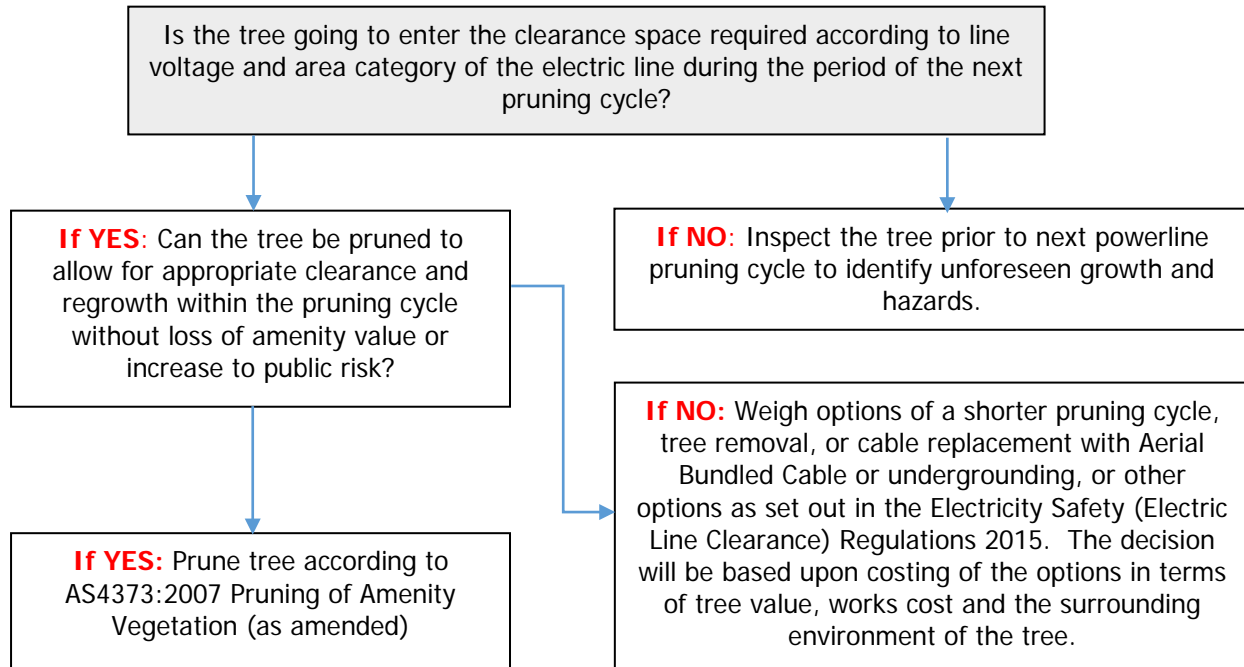 Is the tree going to enter the clearance space required according to line
voltage and area category of the electric line during the period of the next
pruning cycle?
If YES: Can the tree be pruned to
allow for appropriate clearance and
regrowth within the pruning cycle
without loss of amenity value or
increase to public risk?
If NO: Inspect the tree prior to next powerline
pruning cycle to identify unforeseen growth and
hazards.
If YES: Prune tree according to
AS4373:2007 Pruning of Amenity
Vegetation (as amended)
If NO: Weigh options of a shorter pruning cycle,
tree removal, or cable replacement with Aerial
Bundled Cable or undergrounding, or other
options as set out in the Electricity Safety (Electric
Line Clearance) Regulations 2015.  The decision
will be based upon costing of the options in terms
of tree value, works cost and the surrounding
environment of the tree.